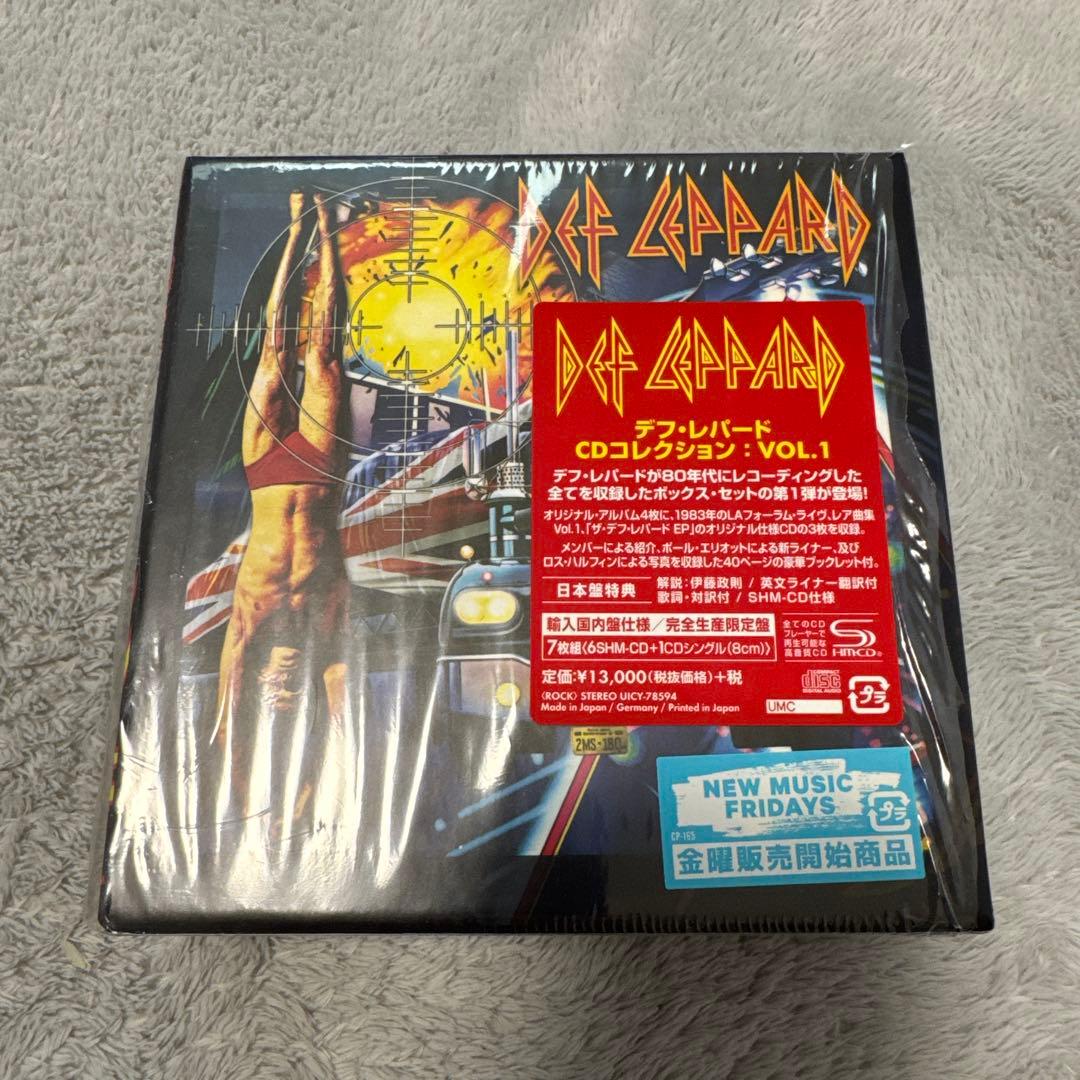 DEF LEPPARD
DEF LEPPARD
デフ・レパード
CDコレクション：VOL.1
デフ・レパードが80年代にレコーディングした
全てを収録したボックス・セットの第1弾が登場!
オリジナル・アルバム4枚に、1983年のLAフォーラム・ライヴ、レア曲集
Vol.1、「ザ・デフ・レパード EP」のオリジナル仕様CDの3枚を収録。
メンバーによる紹介、ポール・エリオットによる新ライナー、及び
ロス・ハルフィンによる写真を収録した40ページの豪華ブックレット付。
日本盤特典
解説：伊藤政則 / 英文ライナー翻訳付
歌詞・対訳付 / SHM-CD仕様
輸入国内盤仕様／完全生産限定盤
7枚組〈6SHM-CD+1CDシングル(8cm)〉
全てのCD
プレーヤーで
再生可能な
高音質CD
SHMCD
定価:¥13,000(税抜価格)+税
COMPACT
disc
DIGITAL AUDIO
プラ
〈ROCK〉 STEREO UICY-78594
Made in Japan / Germany / Printed in Japan
UMC
2MS・180
NEW MUSIC
FRIDAYS
プラ
CP-165
金曜販売開始商品